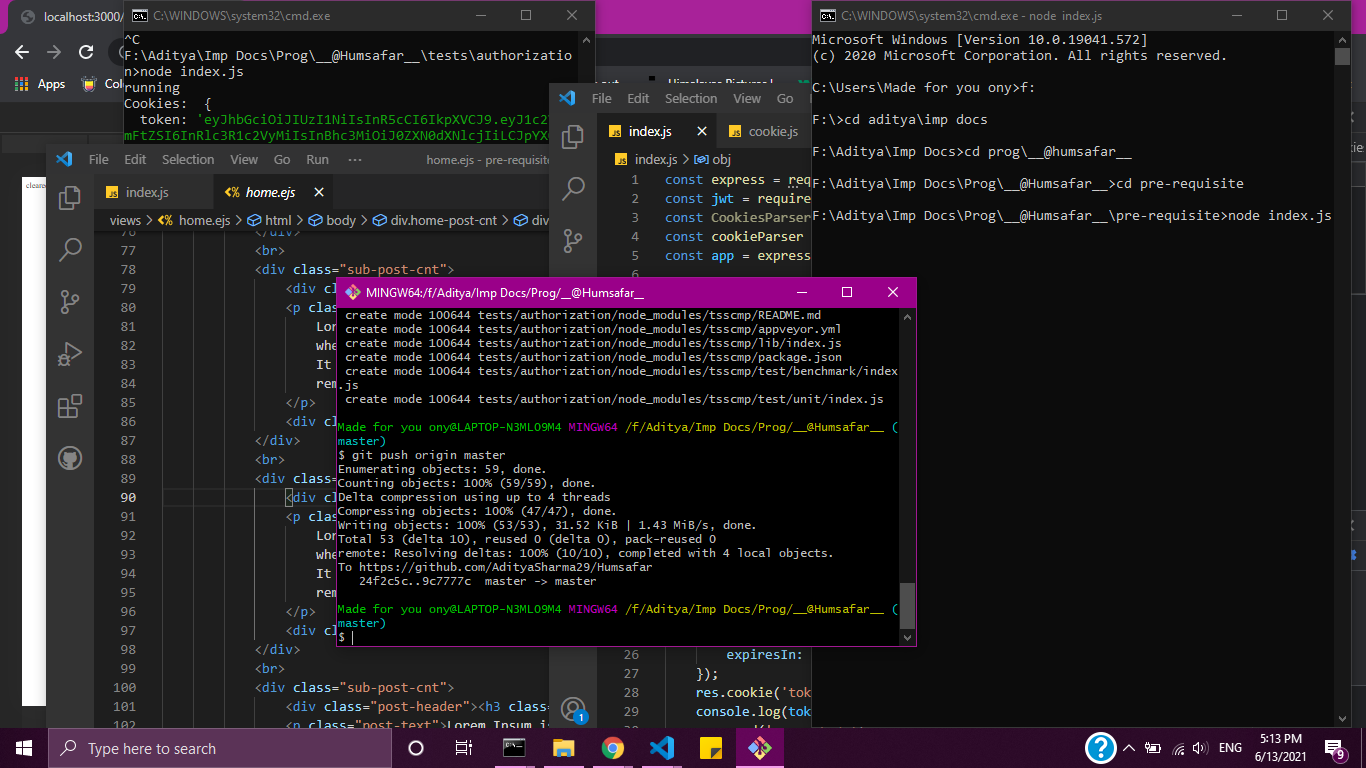 localhost:3000/
Apps
Col
C:\WINDOWS\system32\cmd.exe
^C
F:\Aditya\Imp Docs\Prog\__@Humsafar__\tests\authorizatio
n>node index.js
running
Cookies:  {
token: 'eyJhbGciOiJIUzI1NiIsInR5cCI6IkpXVCJ9.eyJ1c2
C:\WINDOWS\system32\cmd.exe - node  index.js
Microsoft Windows [Version 10.0.19041.572]
(c) 2020 Microsoft Corporation. All rights reserved.
C:\Users\Made for you ony>f:
F:\>cd aditya\imp docs
F:\Aditya\Imp Docs>cd prog\__@humsafar__
F:\Aditya\Imp Docs\Prog\__@Humsafar__>cd pre-requisite
F:\Aditya\Imp Docs\Prog\__@Humsafar__\pre-requisite>node index.js
File Edit Selection View Go
index.js
cookie.js
index.js > obj
1 const express = req
2 const jwt = require
3 const CookiesParser
4 const cookieParser
5 const app = express
6
26 expiresIn:
27 });
28 res.cookie('tok
29 console.log(tok
File Edit Selection View Go Run ···
home.ejs - pre-requisite
index.js
home.ejs
views > home.ejs > html > body > div.home-post-cnt > div
76 </div>
77 <br>
78 <div class="sub-post-cnt">
79 <div cl
80 <p clas
81 Lor
82 whe
83 It
84 rem
85 </p>
86 <div cl
87 </div>
88 <br>
89 <div class=
90 <div cl
91 <p clas
92 Lor
93 whe
94 It
95 rem
96 </p>
97 <div cl
98 </div>
99 <br>
100 <div class="sub-post-cnt">
101 <div class="post-header"><h3 class=
102 <p class="post-text">Lorem Ipsum is
MINGW64:/f/Aditya/Imp Docs/Prog/__@Humsafar__
create mode 100644 tests/authorization/node_modules/tsscmp/README.md
create mode 100644 tests/authorization/node_modules/tsscmp/appveyor.yml
create mode 100644 tests/authorization/node_modules/tsscmp/lib/index.js
create mode 100644 tests/authorization/node_modules/tsscmp/package.json
create mode 100644 tests/authorization/node_modules/tsscmp/test/benchmark/index
.js
create mode 100644 tests/authorization/node_modules/tsscmp/test/unit/index.js
Made for you ony@LAPTOP-N3MLO9M4 MINGW64 /f/Aditya/Imp Docs/Prog/__@Humsafar__ (
master)
$ git push origin master
Enumerating objects: 59, done.
Counting objects: 100% (59/59), done.
Delta compression using up to 4 threads
Compressing objects: 100% (47/47), done.
Writing objects: 100% (53/53), 31.52 KiB | 1.43 MiB/s, done.
Total 53 (delta 10), reused 0 (delta 0), pack-reused 0
remote: Resolving deltas: 100% (10/10), completed with 4 local objects.
To https://github.com/AdityaSharma29/Humsafar
24f2c5c..9c7777c  master -> master
Made for you ony@LAPTOP-N3MLO9M4 MINGW64 /f/Aditya/Imp Docs/Prog/__@Humsafar__ (
master)
$
1
Type here to search
ENG
5:13 PM
6/13/2021
9